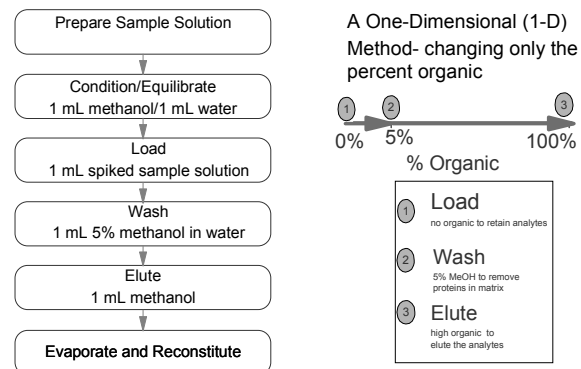 Prepare Sample Solution
Condition/Equilibrate
1 mL methanol/1 mL water
Load
1 mL spiked sample solution
Wash
1 mL 5% methanol in water
Elute
1 mL methanol
Evaporate and Reconstitute
A One-Dimensional (1-D)
Method- changing only the
percent organic
1 2 3
0% 5% 100%
% Organic
1 Load
no organic to retain analytes
2 Wash
5% MeOH to remove
proteins in matrix
3 Elute
high organic to
elute the analytes